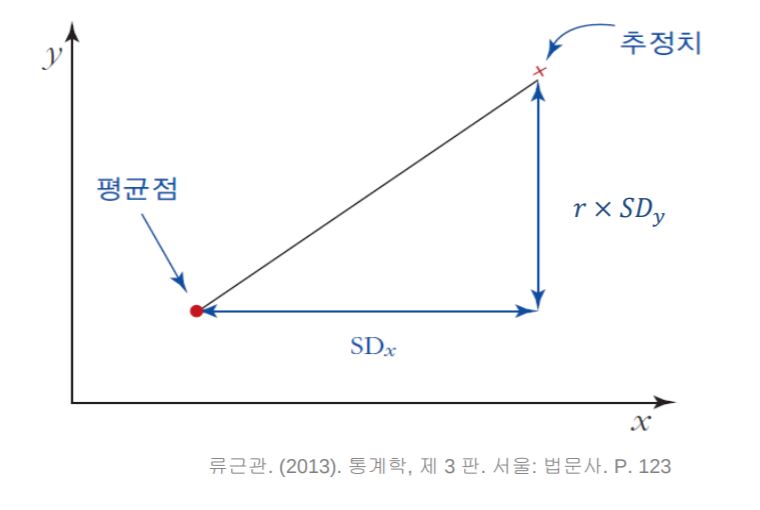 y
추정치
평균점
r × SD_y
SD_x
x
류근관. (2013). 통계학, 제 3 판. 서울: 법문사. P. 123